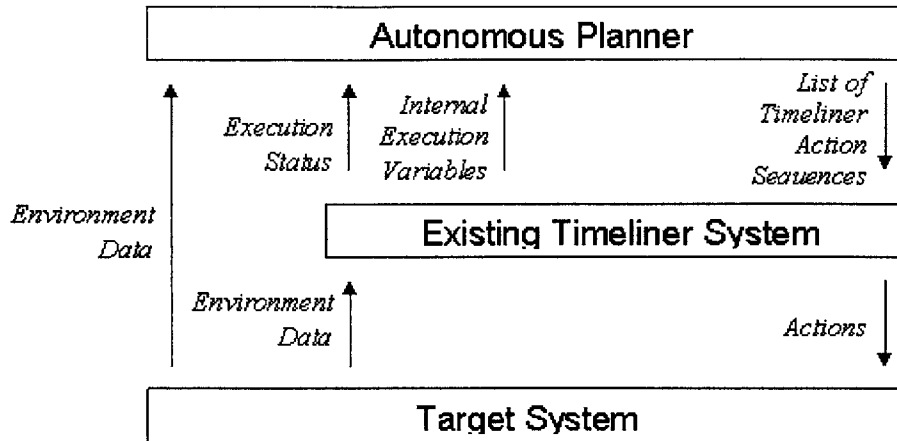 Autonomous Planner
Execution
Status
Internal
Execution
Variables
List of
Timeliner
Action
Sequences
Environment
Data
Existing Timeliner System
Environment
Data
Actions
Target System